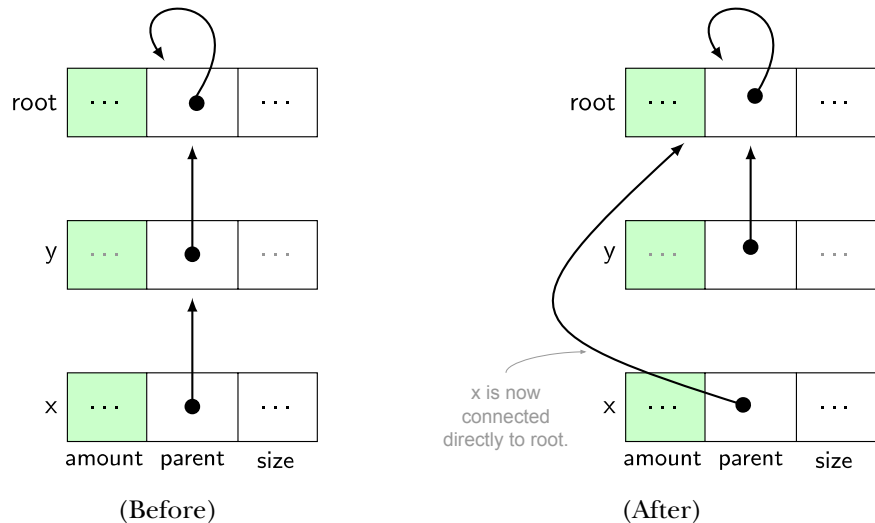 root ... ... root ... ...
y ... ... y ... ...
x ... ... x ... ...
x is now
connected
directly to root.
amount parent size amount parent size
(Before) (After)